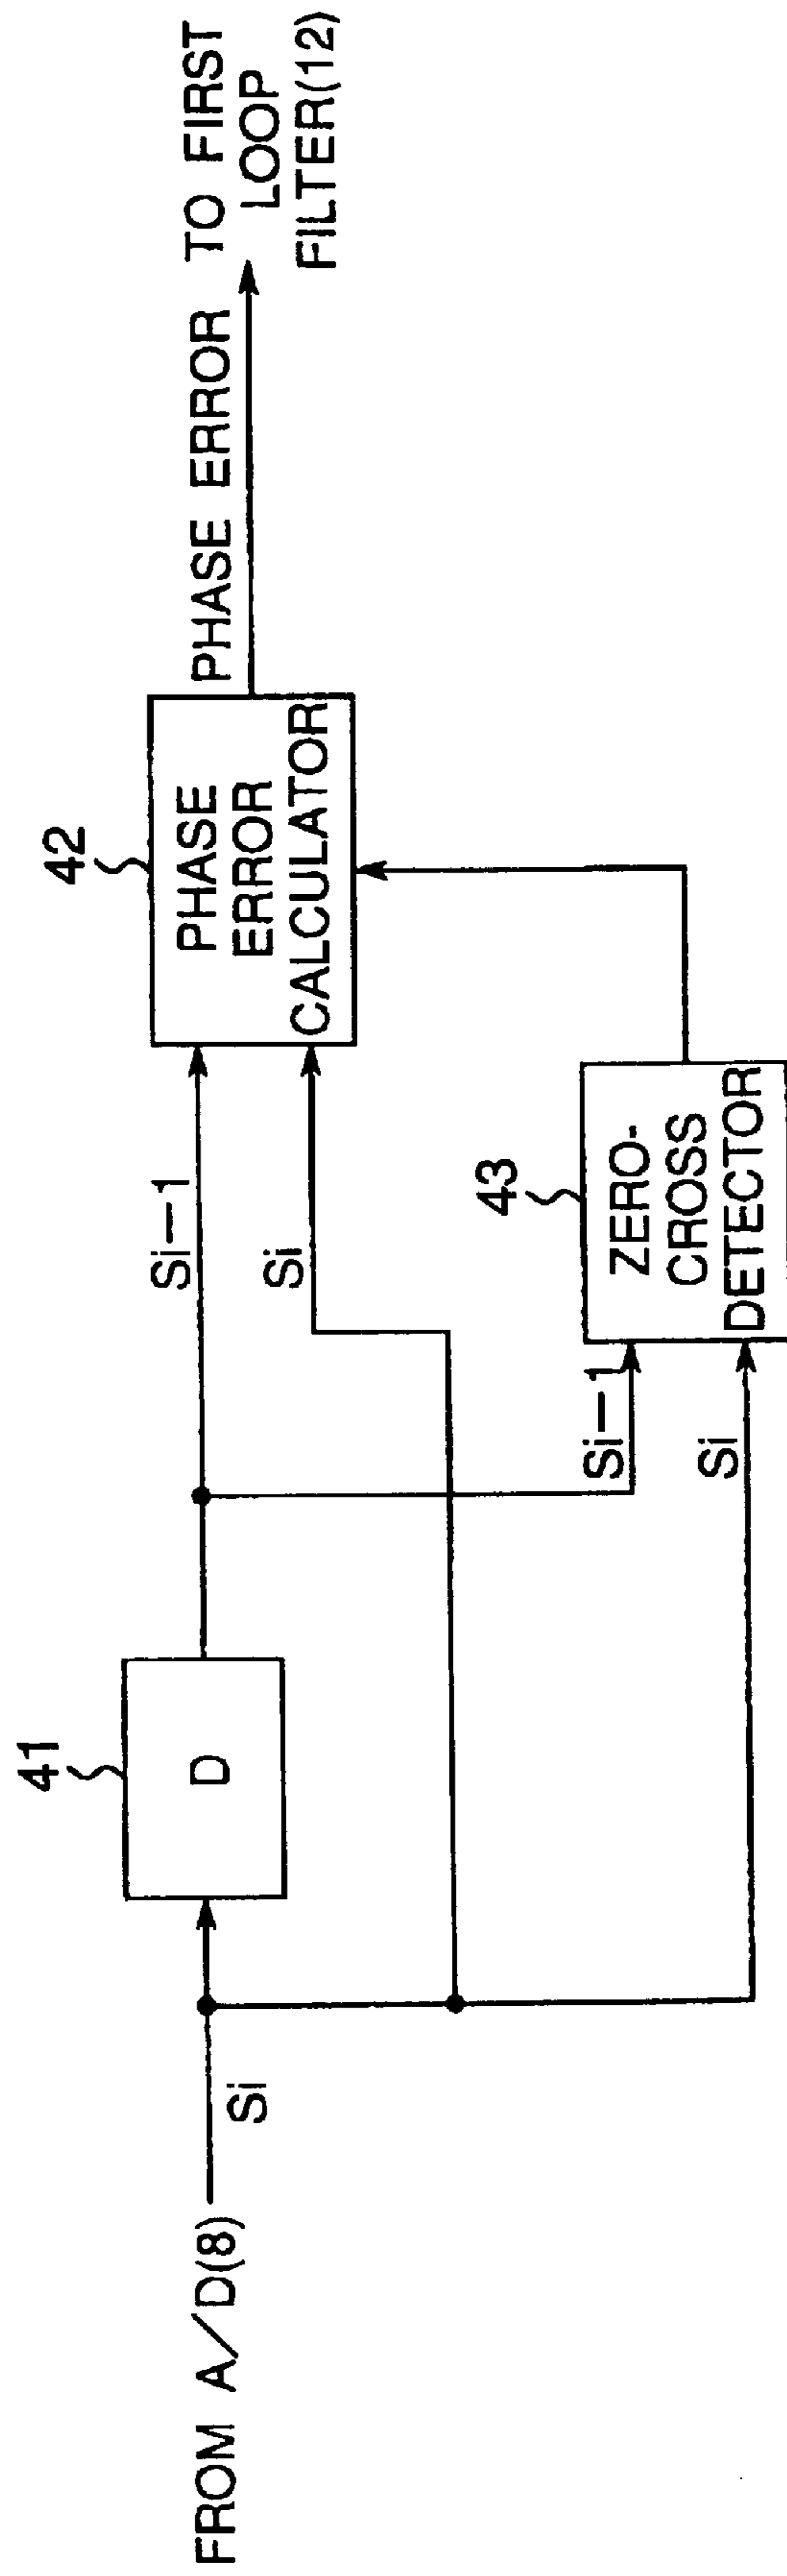 FROM A/D(8)
Si
41
D
Si−1
Si
42
PHASE
ERROR
CALCULATOR
PHASE ERROR
TO FIRST
LOOP
FILTER(12)
Si−1
Si
43
ZERO-
CROSS
DETECTOR